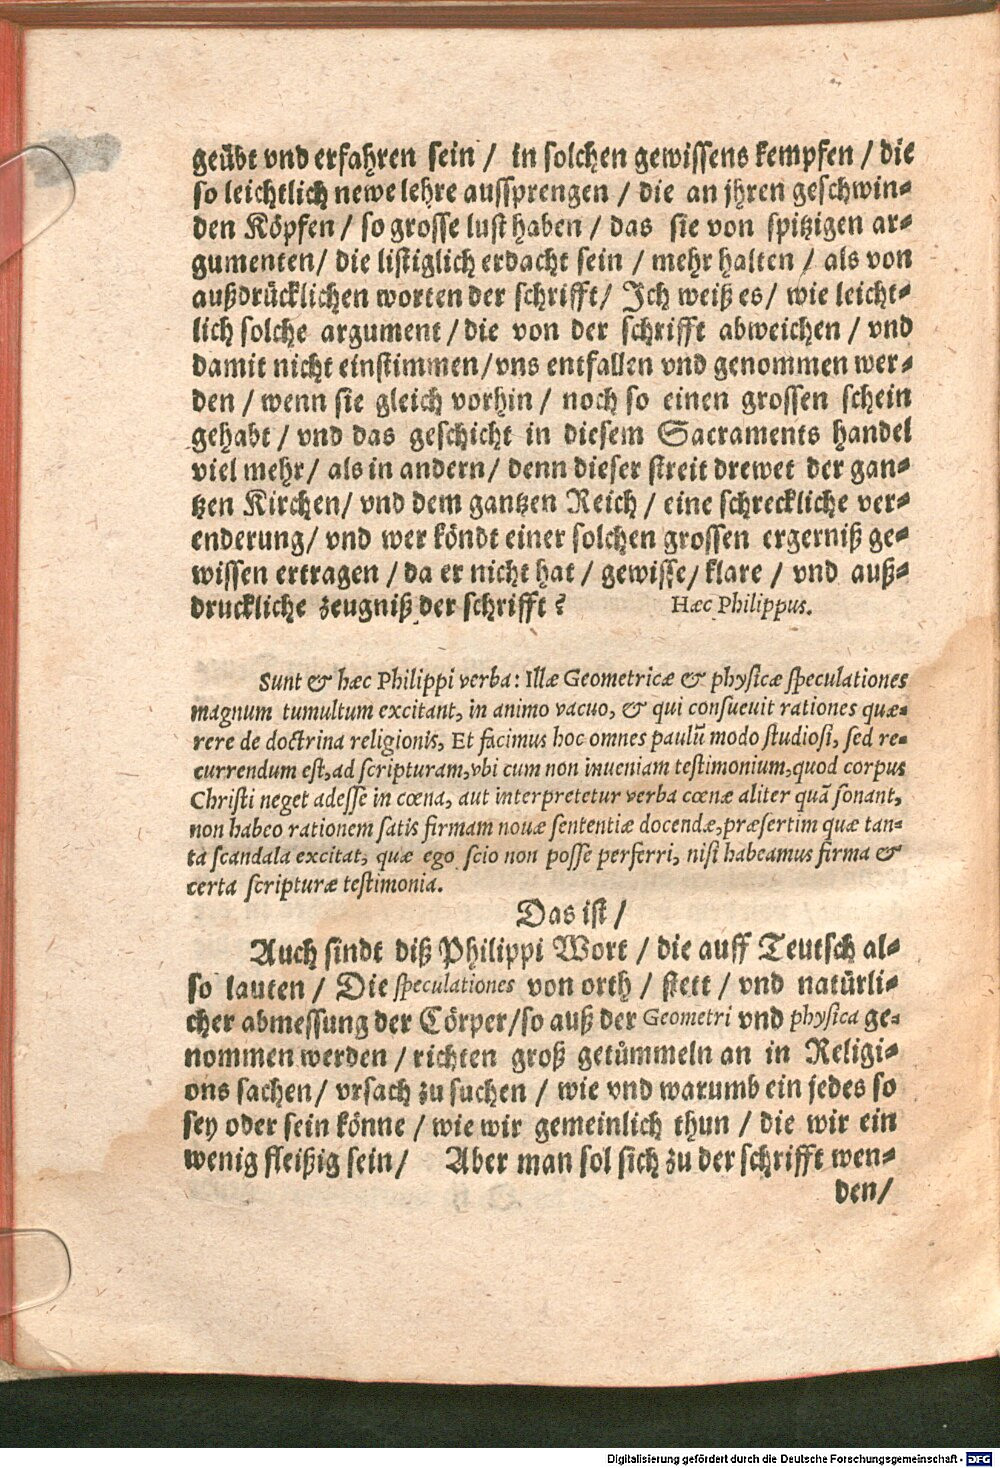 geübt vnd erfahren sein / in solchen gewissens kempfen / die
so leichtlich newe lehre aussprengen / die an jhren geschwin-
den Köpfen / so grosse lust haben / das sie von spitzigen ar-
gumenten / die listiglich erdacht sein / mehr halten / als von
außdrücklichen worten der schrifft / Ich weiß es / wie leicht-
lich solche argument / die von der schrifft abweichen / vnd
damit nicht einstimmen / vns entfallen vnd genommen wer-
den / wenn sie gleich vorhin / noch so einen grossen schein
gehabt / vnd das geschicht in diesem Sacraments handel
viel mehr / als in andern / denn dieser streit drewet der gan-
tzen Kirchen / vnd dem gantzen Reich / eine schreckliche ver-
enderung / vnd wer köndt einer solchen grossen ergerniß ge-
wissen ertragen / da er nicht hat / gewisse / klare / vnd auß-
druckliche zeugniß der schrifft? Hæc Philippus.
Sunt & hæc Philippi verba: Illæ Geometricæ & physicæ speculationes
magnum tumultum excitant, in animo vacuo, & qui consueuit rationes quæ-
rere de doctrina religionis, Et facimus hoc omnes paulū modo studiosi, sed re-
currendum est, ad scripturam, vbi cum non inueniam testimonium, quod corpus
Christi neget adesse in cœna, aut interpretetur verba cœnæ aliter quā sonant,
non habeo rationem satis firmam nouæ sententiæ docendæ, præsertim quæ tan-
ta scandala excitat, quæ ego scio non posse perferri, nisi habeamus firma &
certa scripturæ testimonia.
Das ist /
Auch sindt diß Philippi Wort / die auff Teutsch al-
so lauten / Die speculationes von orth / stett / vnd natürli-
cher abmessung der Cörper / so auß der Geometri vnd physica ge-
nommen werden / richten groß getümmeln an in Religi-
ons sachen / vrsach zu suchen / wie vnd warumb ein jedes so
sey oder sein könne / wie wir gemeinlich thun / die wir ein
wenig fleißig sein / Aber man sol sich zu der schrifft wen-
den /
Digitalisierung gefördert durch die Deutsche Forschungsgemeinschaft - DFG